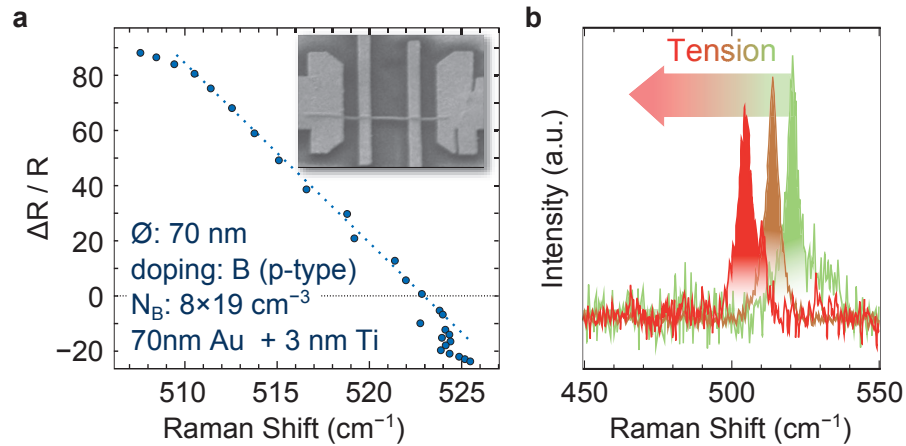 a
ΔR / R
80
60
40
20
0
−20
510
515
520
525
Raman Shift (cm⁻¹)
Ø: 70 nm
doping: B (p-type)
N_B: 8×19 cm⁻³
70nm Au + 3 nm Ti
b
Tension
Intensity (a.u.)
450
500
550
Raman Shift (cm⁻¹)